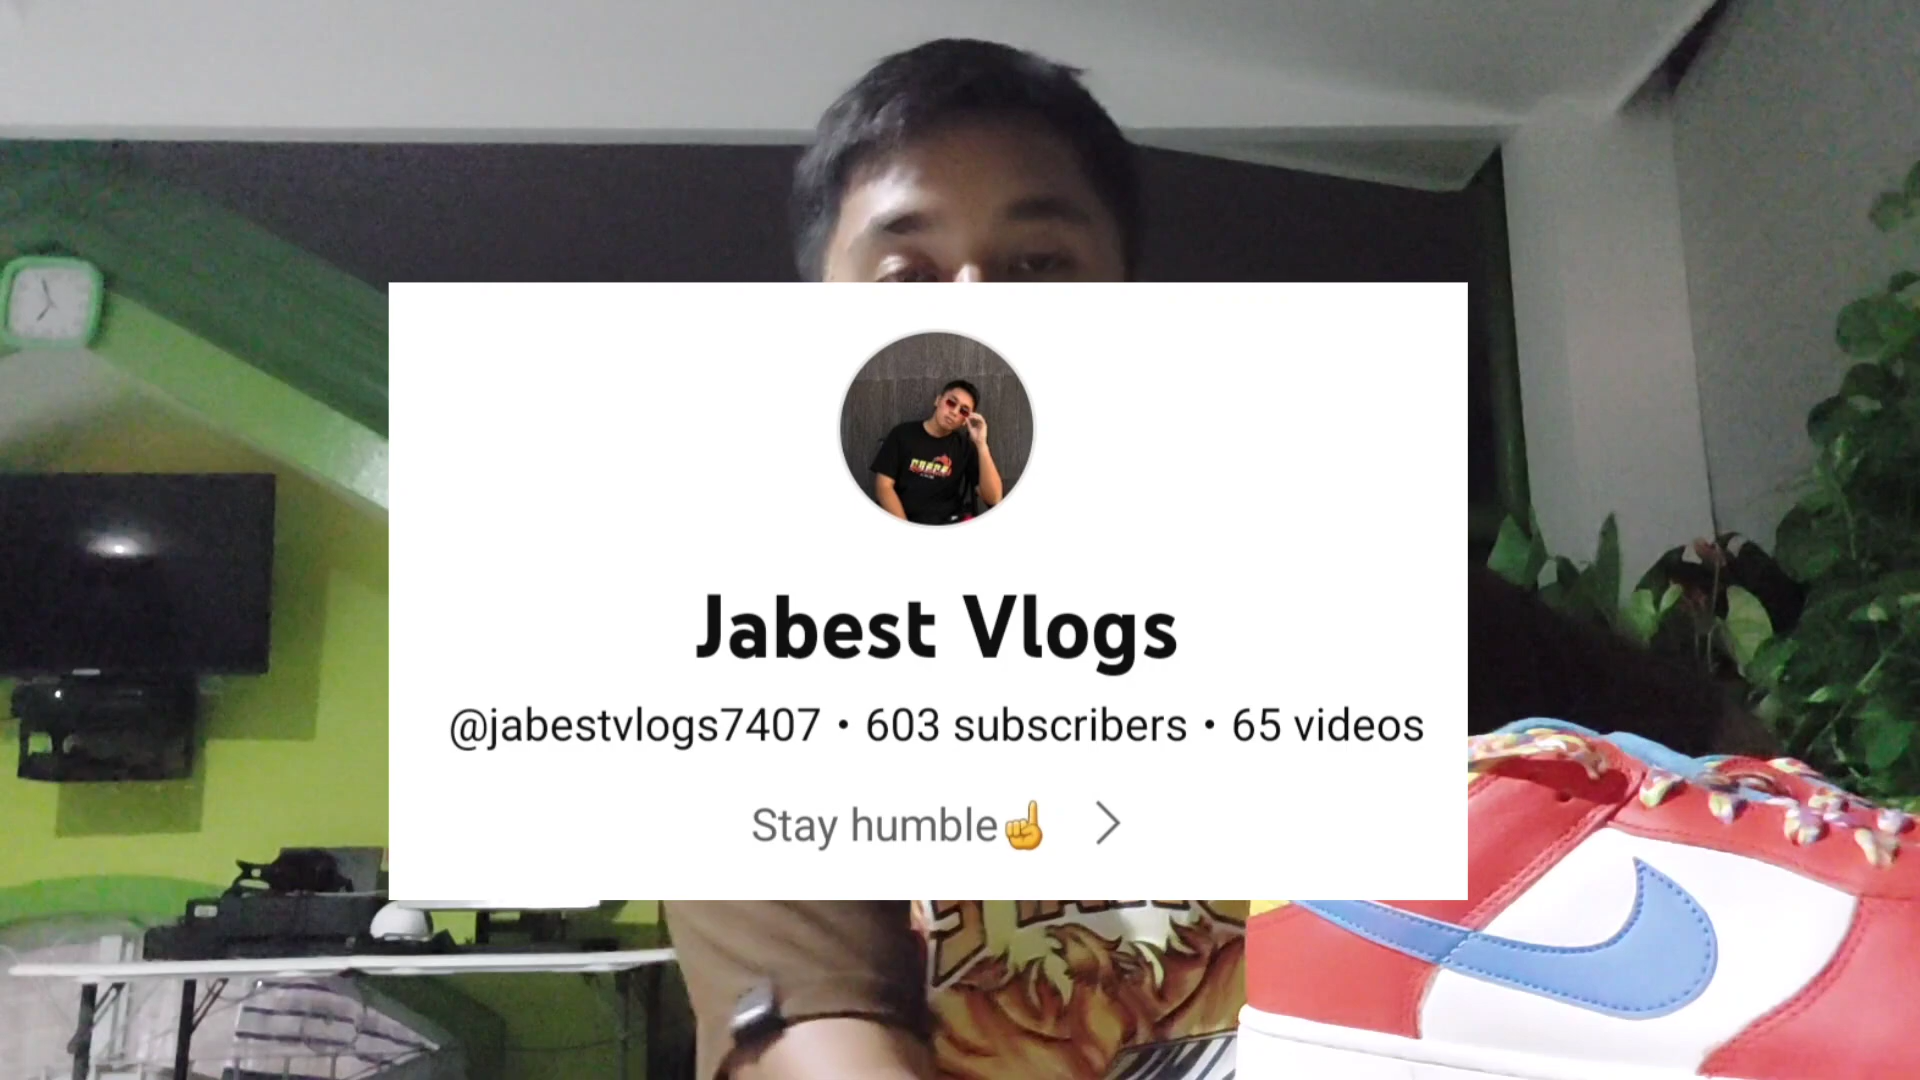 Jabest Vlogs
@jabestvlogs7407 • 603 subscribers • 65 videos
Stay humble☝